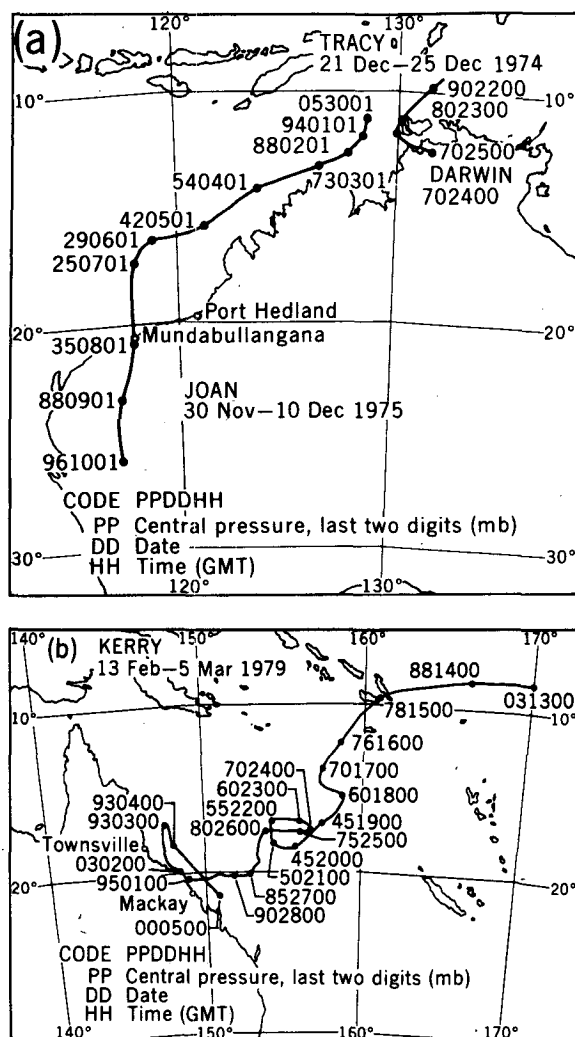 (a)
120°
130°
TRACY
21 Dec–25 Dec 1974
10°
10°
053001
902200
940101
802300
880201
702500
540401
730301
DARWIN
702400
420501
290601
250701
Port Hedland
20°
20°
Mundabullangana
350801
880901
JOAN
30 Nov–10 Dec 1975
961001
CODE PPDDHH
PP Central pressure, last two digits (mb)
DD Date
HH Time (GMT)
30°
30°
120°
130°
140°
150°
160°
170°
(b)
KERRY
13 Feb–5 Mar 1979
881400
10°
781500
031300
10°
761600
702400
701700
602300
601800
930400
552200
930300
802600
451900
752500
Townsville
452000
030200
502100
20°
950100
852700
20°
Mackay
902800
000500
CODE PPDDHH
PP Central pressure, last two digits (mb)
DD Date
HH Time (GMT)
140°
150°
160°
170°